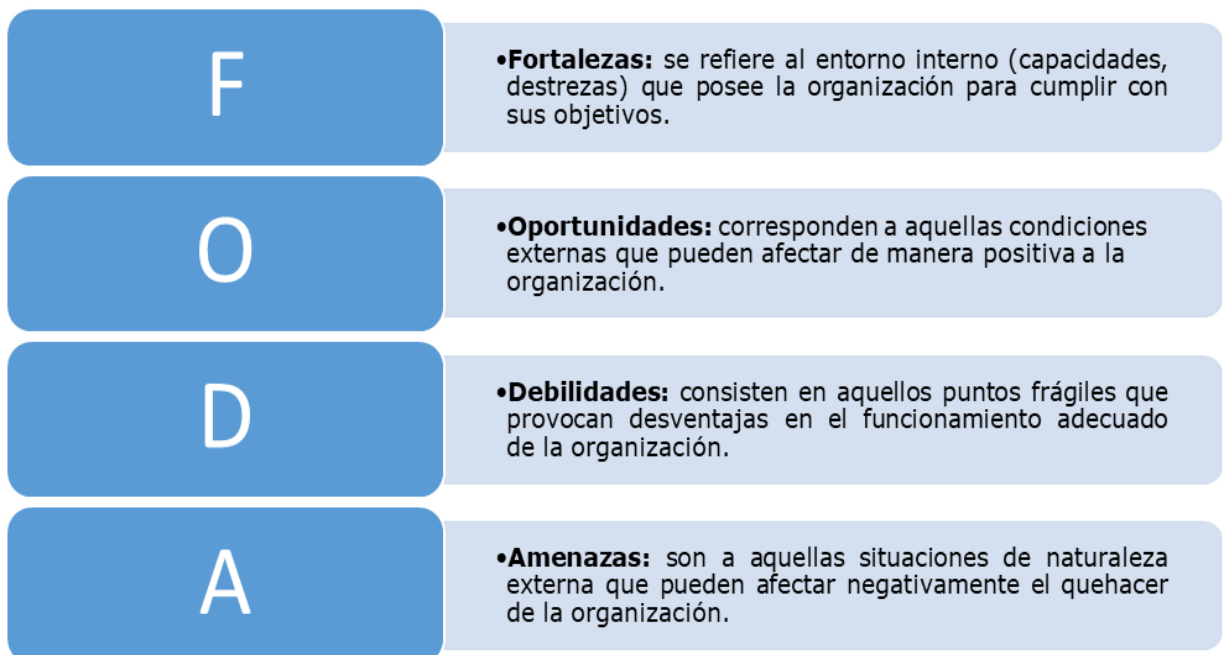 F
•Fortalezas: se refiere al entorno interno (capacidades,
destrezas) que posee la organización para cumplir con
sus objetivos.
O
•Oportunidades: corresponden a aquellas condiciones
externas que pueden afectar de manera positiva a la
organización.
D
•Debilidades: consisten en aquellos puntos frágiles que
provocan desventajas en el funcionamiento adecuado
de la organización.
A
•Amenazas: son a aquellas situaciones de naturaleza
externa que pueden afectar negativamente el quehacer
de la organización.